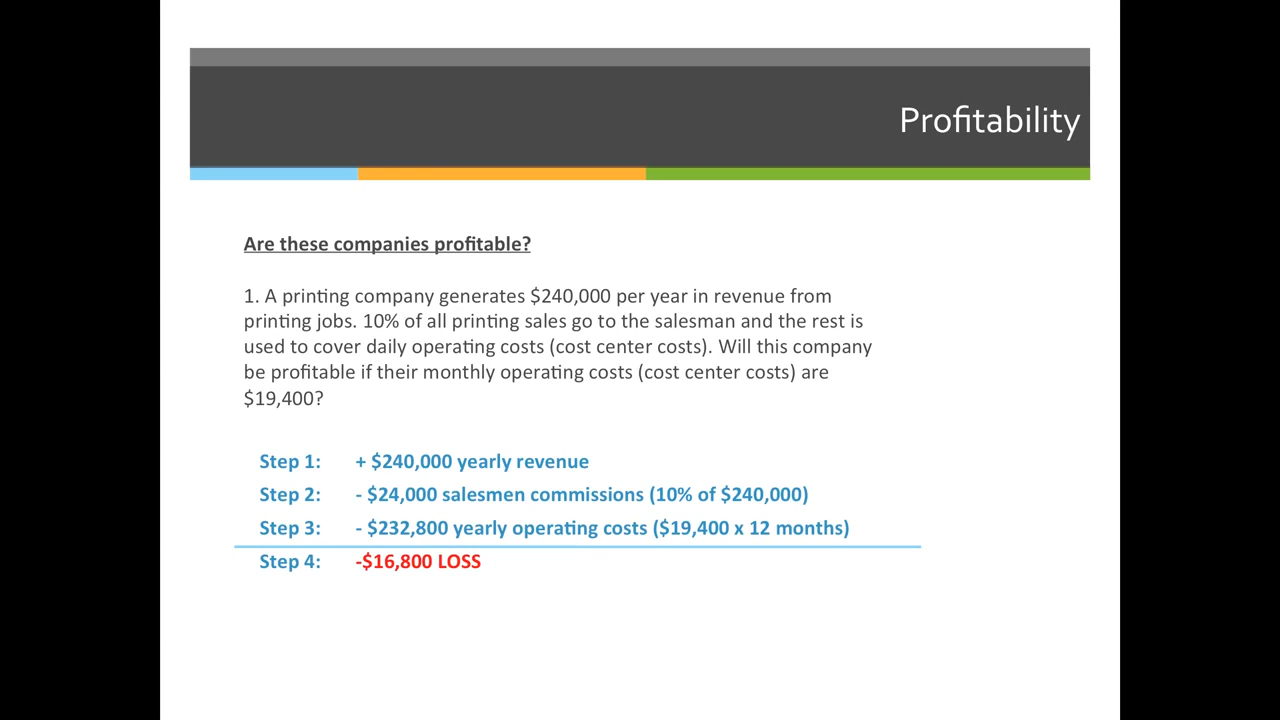 Profitability
Are these companies profitable?
1. A printing company generates $240,000 per year in revenue from
printing jobs. 10% of all printing sales go to the salesman and the rest is
used to cover daily operating costs (cost center costs). Will this company
be profitable if their monthly operating costs (cost center costs) are
$19,400?
Step 1: + $240,000 yearly revenue
Step 2: - $24,000 salesmen commissions (10% of $240,000)
Step 3: - $232,800 yearly operating costs ($19,400 x 12 months)
Step 4: -$16,800 LOSS